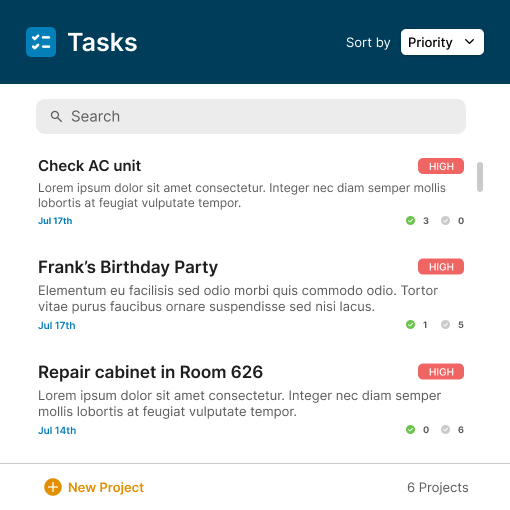 Tasks
Sort by Priority
Search
Check AC unit HIGH
Lorem ipsum dolor sit amet consectetur. Integer nec diam semper mollis
lobortis at feugiat vulputate tempor.
Jul 17th 3 0
Frank’s Birthday Party HIGH
Elementum eu facilisis sed odio morbi quis commodo odio. Tortor
vitae purus faucibus ornare suspendisse sed nisi lacus.
Jul 17th 1 5
Repair cabinet in Room 626 HIGH
Lorem ipsum dolor sit amet consectetur. Integer nec diam semper
mollis lobortis at feugiat vulputate tempor.
Jul 14th 0 6
New Project 6 Projects